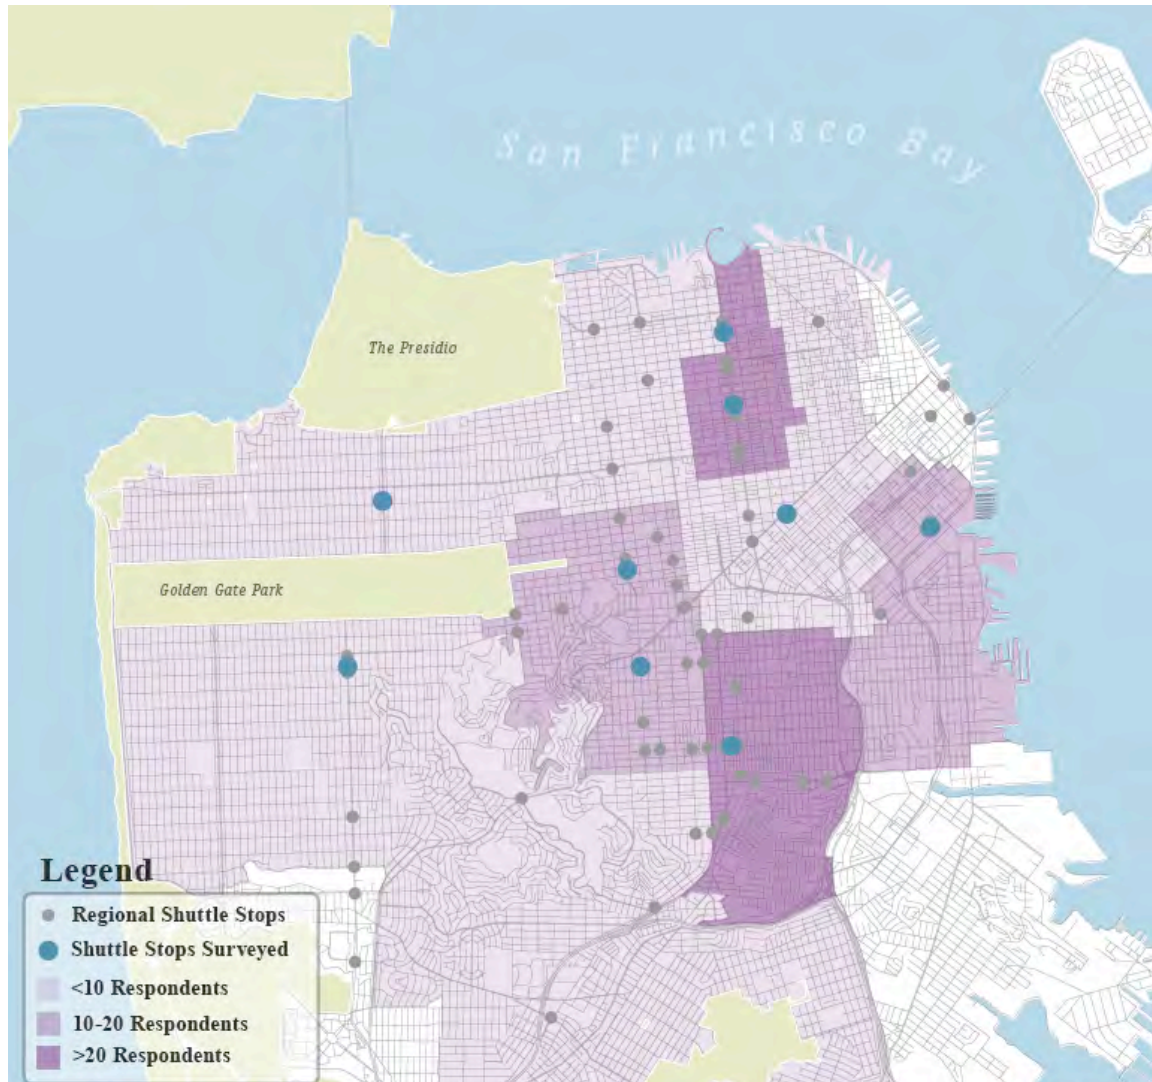 San Francisco Bay
The Presidio
Golden Gate Park
Legend
Regional Shuttle Stops
Shuttle Stops Surveyed
<10 Respondents
10-20 Respondents
>20 Respondents